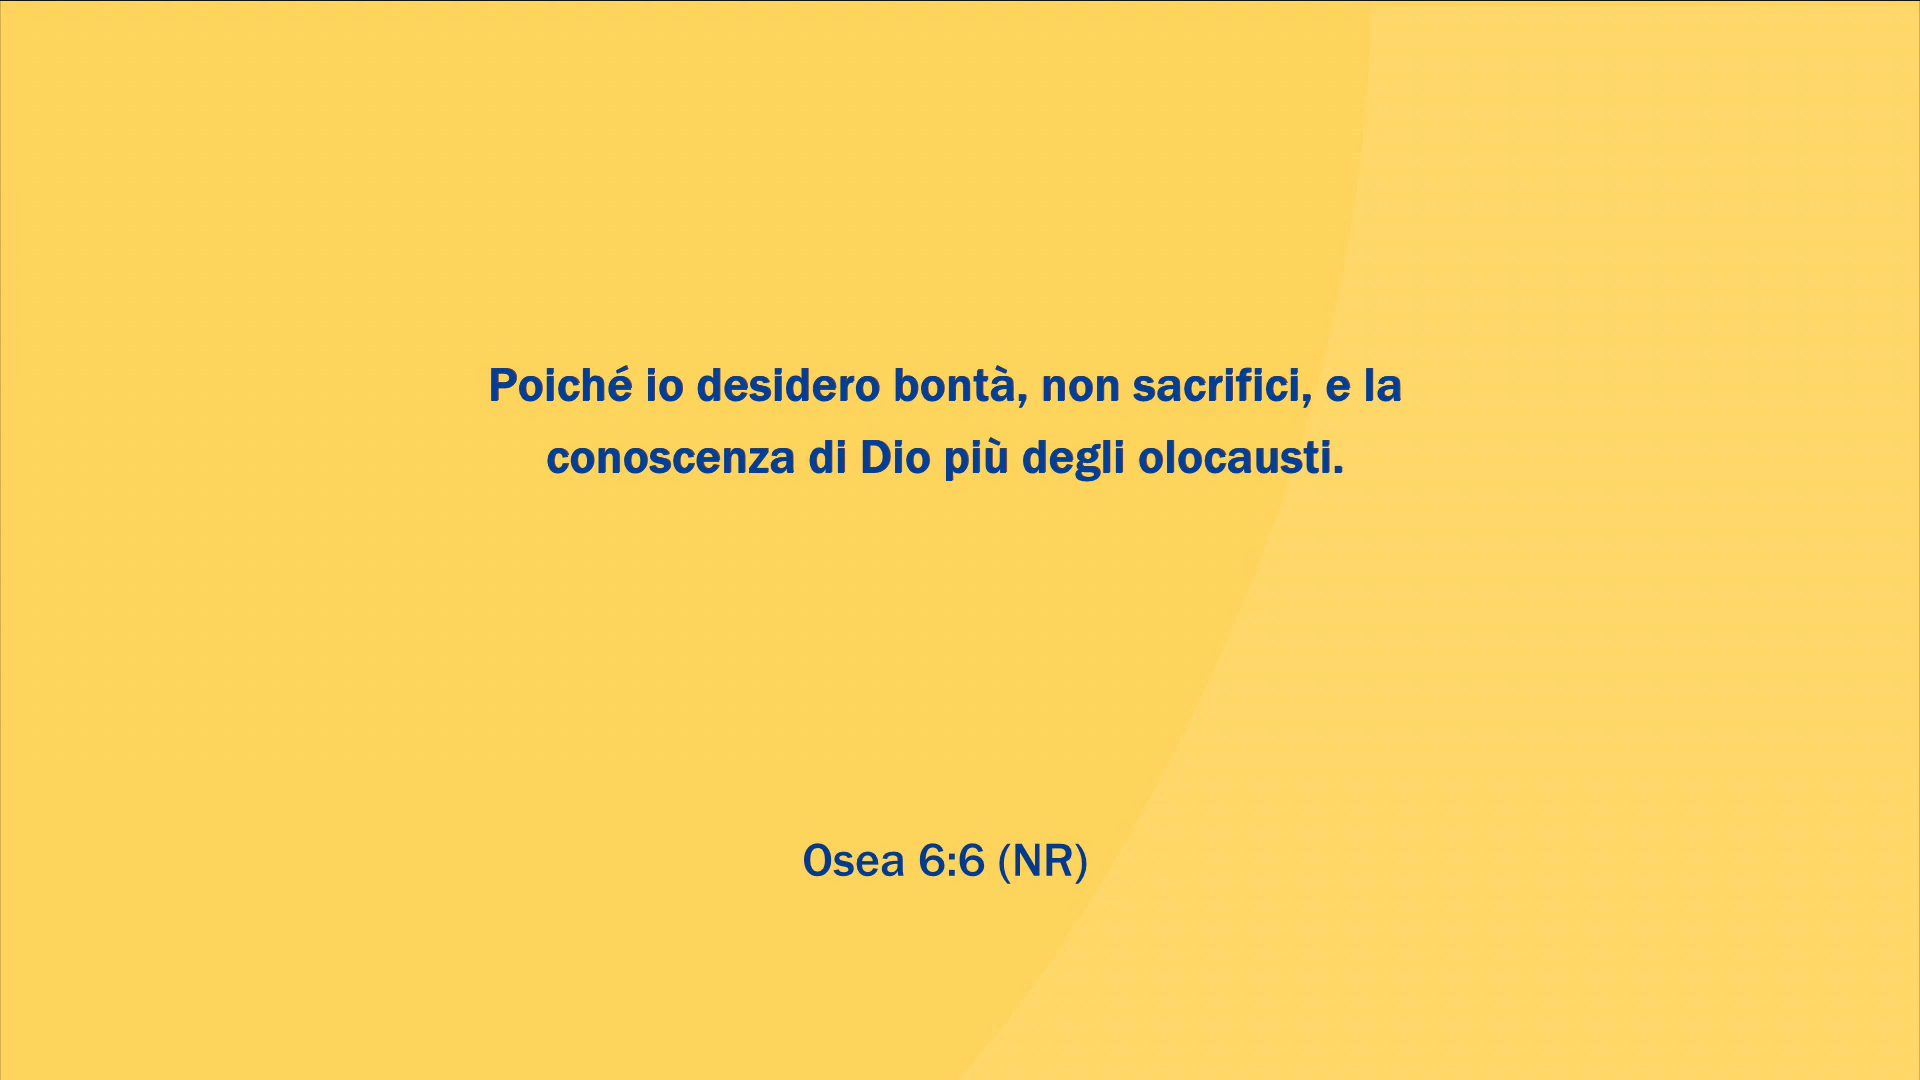 Poiché io desidero bontà, non sacrifici, e la
conoscenza di Dio più degli olocausti.
Osea 6:6 (NR)